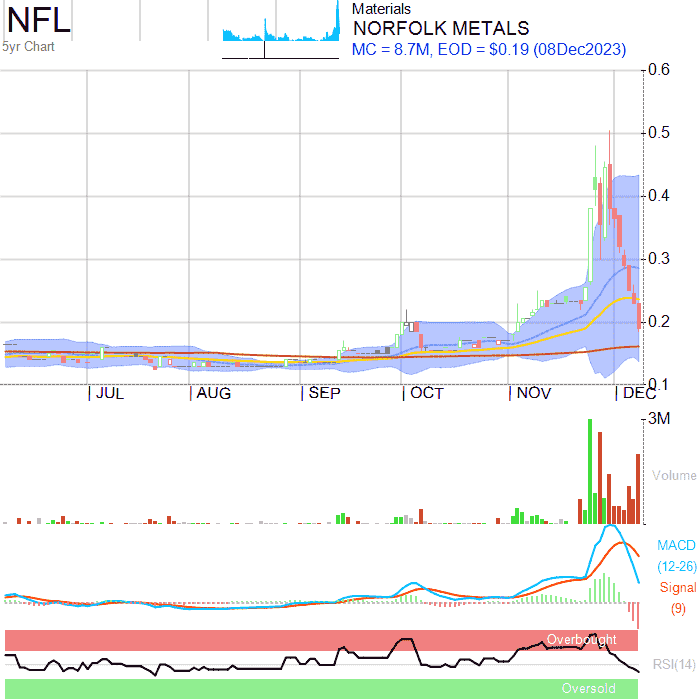 NFL
5yr Chart
Materials
NORFOLK METALS
MC = 8.7M, EOD = $0.19 (08Dec2023)
0.6
0.5
0.4
0.3
0.2
0.1
JUL AUG SEP OCT NOV DEC
3M
Volume
MACD
(12-26)
Signal
(9)
Overbought
RSI(14)
Oversold